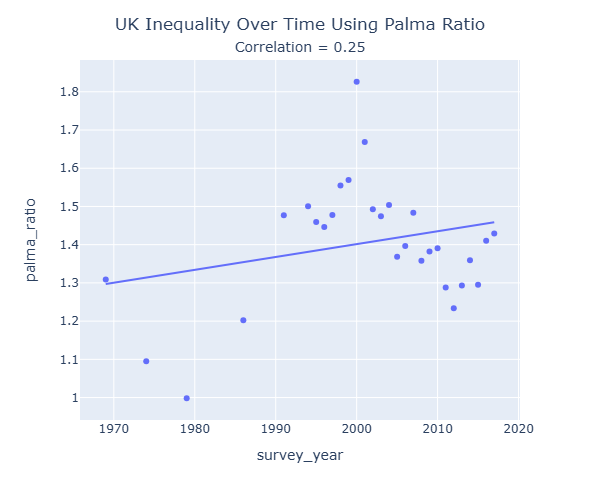 UK Inequality Over Time Using Palma Ratio
Correlation = 0.25
1.8
1.7
1.6
1.5
1.4
1.3
1.2
1.1
1
palma_ratio
1970 1980 1990 2000 2010 2020
survey_year